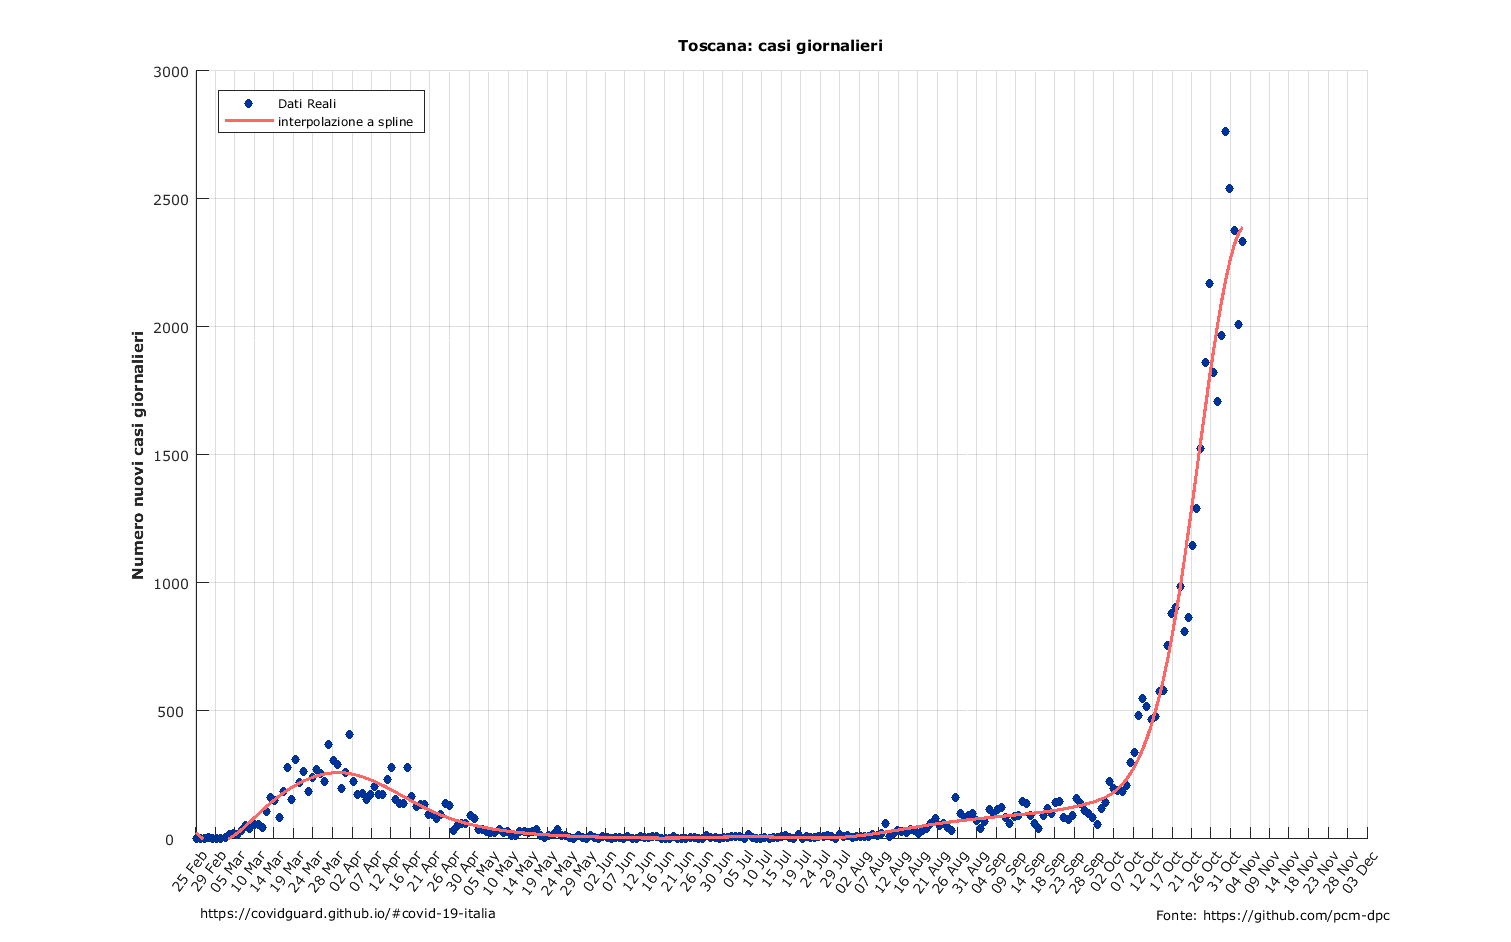 Toscana: casi giornalieri
3000
2500
2000
1500
1000
500
0
Numero nuovi casi giornalieri
Dati Reali
interpolazione a spline
25 Feb
29 Feb
05 Mar
10 Mar
14 Mar
19 Mar
24 Mar
28 Mar
02 Apr
07 Apr
12 Apr
16 Apr
21 Apr
26 Apr
30 Apr
05 May
10 May
14 May
19 May
24 May
29 May
02 Jun
07 Jun
12 Jun
16 Jun
21 Jun
26 Jun
30 Jun
05 Jul
10 Jul
15 Jul
19 Jul
24 Jul
29 Jul
02 Aug
07 Aug
12 Aug
16 Aug
21 Aug
26 Aug
31 Aug
04 Sep
09 Sep
14 Sep
18 Sep
23 Sep
28 Sep
02 Oct
07 Oct
12 Oct
17 Oct
21 Oct
26 Oct
31 Oct
04 Nov
09 Nov
14 Nov
18 Nov
23 Nov
28 Nov
03 Dec
https://covidguard.github.io/#covid-19-italia
Fonte: https://github.com/pcm-dpc